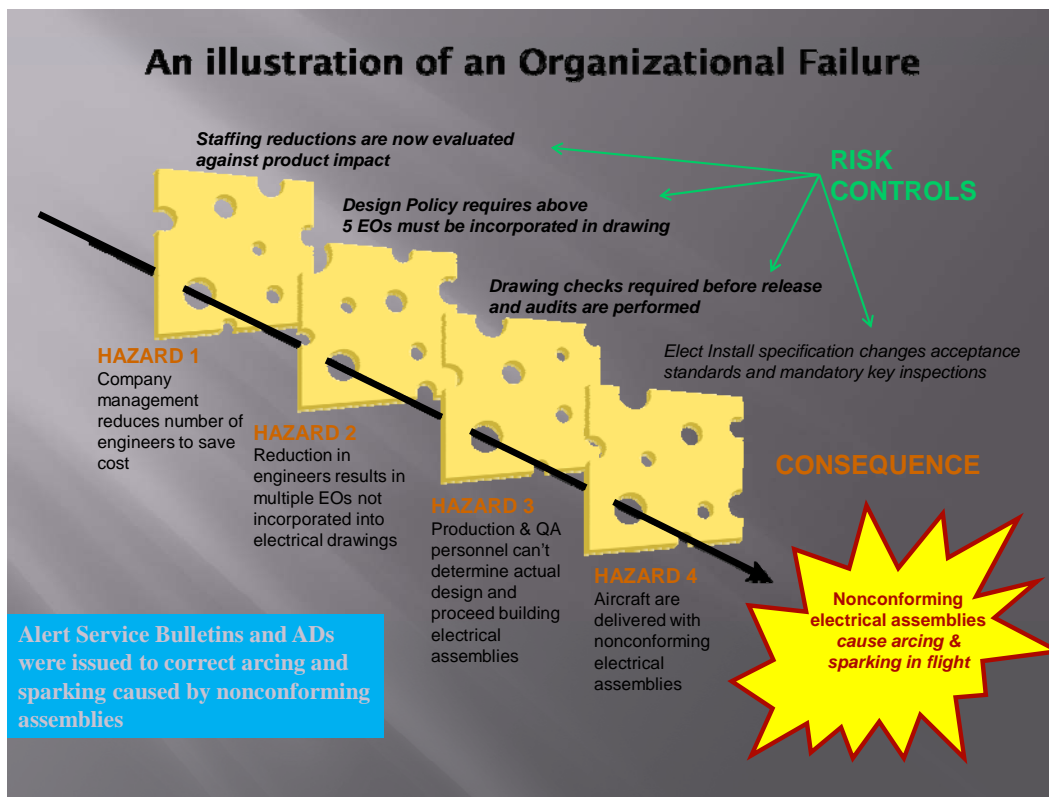 An illustration of an Organizational Failure
Staffing reductions are now evaluated
against product impact
RISK
CONTROLS
Design Policy requires above
5 EOs must be incorporated in drawing
Drawing checks required before release
and audits are performed
Elect Install specification changes acceptance
standards and mandatory key inspections
HAZARD 1
Company
management
reduces number of
engineers to save
cost
HAZARD 2
Reduction in
engineers results in
multiple EOs not
incorporated into
electrical drawings
HAZARD 3
Production & QA
personnel can't
determine actual
design and
proceed building
electrical
assemblies
HAZARD 4
Aircraft are
delivered with
nonconforming
electrical
assemblies
CONSEQUENCE
Nonconforming
electrical assemblies
cause arcing &
sparking in flight
Alert Service Bulletins and ADs
were issued to correct arcing and
sparking caused by nonconforming
assemblies